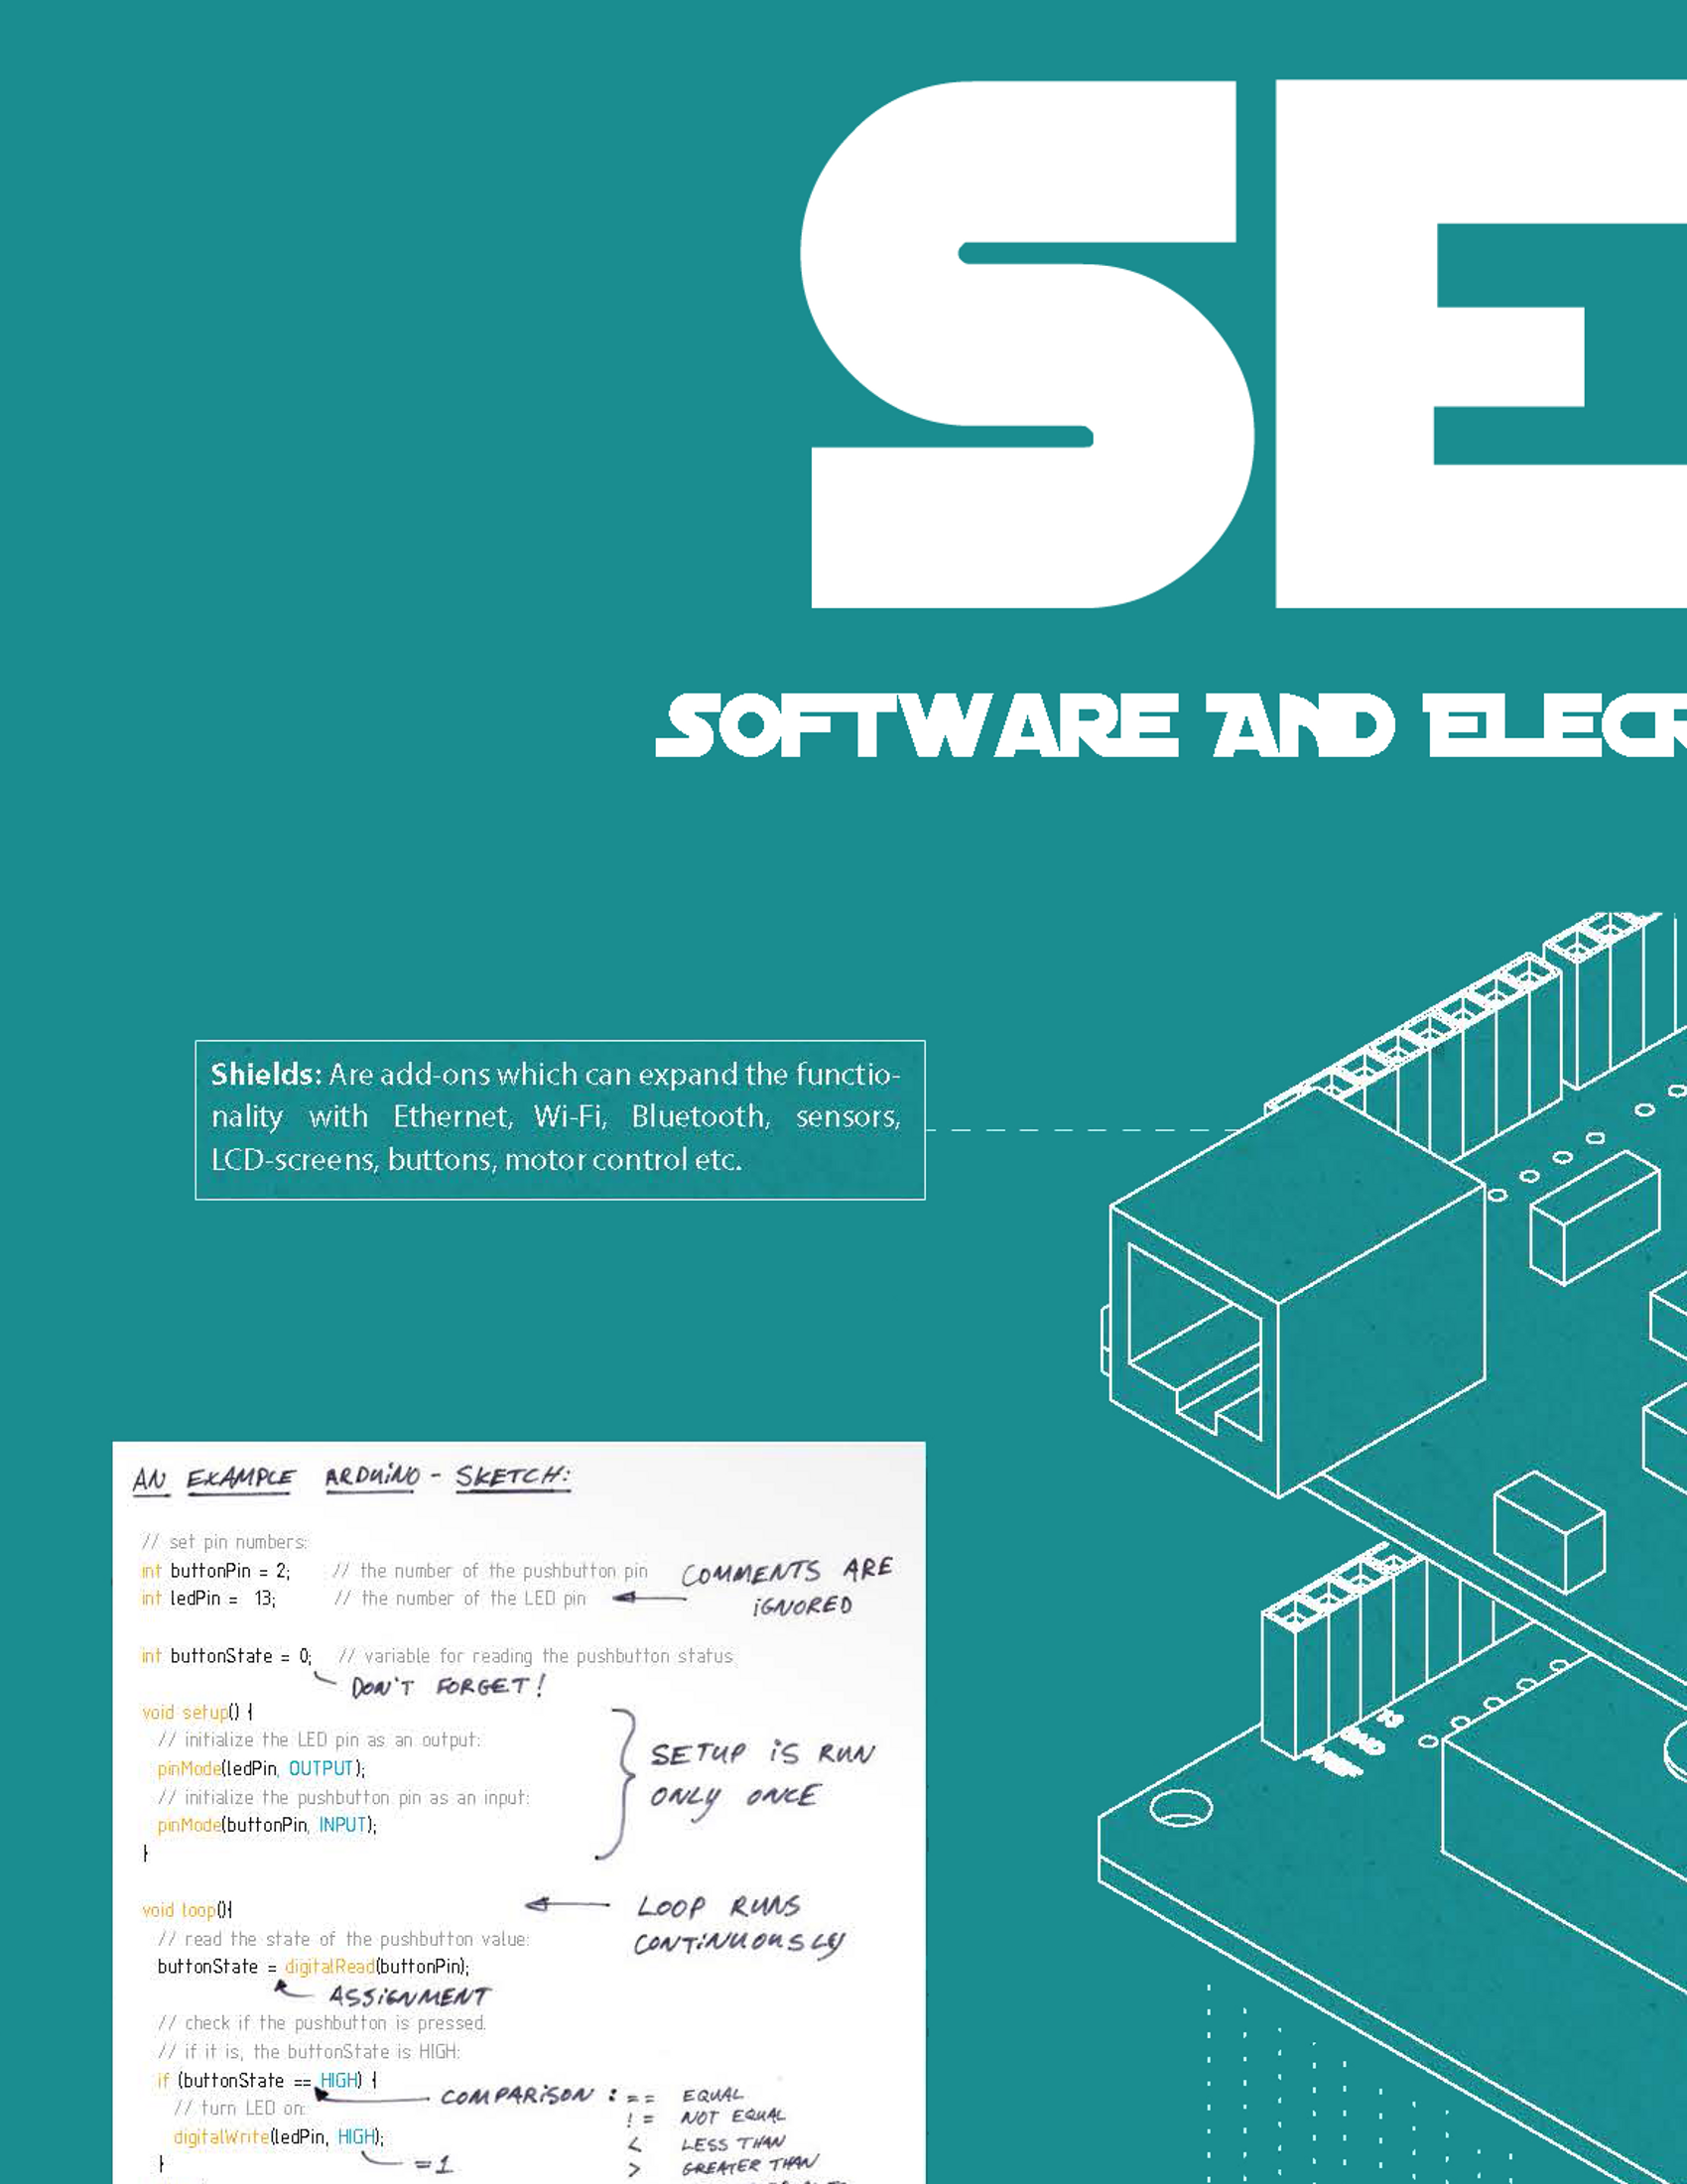 SE
SOFTWARE AND ELECR
Shields: Are add-ons which can expand the functio-
nality with Ethernet, Wi-Fi, Bluetooth, sensors,
LCD-screens, buttons, motor control etc.
AN EXAMPLE ARDUiNO - SKETCH:
// set pin numbers:
int buttonPin = 2; // the number of the pushbutton pin
COMMENTS ARE
int ledPin = 13; // the number of the LED pin
iGNORED
int buttonState = 0; // variable for reading the pushbutton status
DON'T FORGET!
void setup() {
// initialize the LED pin as an output:
pinMode(ledPin, OUTPUT);
// initialize the pushbutton pin as an input:
pinMode(buttonPin, INPUT);
}
SETUP iS RUN
ONLY ONCE
void loop(){
LOOP RUNS
CONTiNUOUSLY
// read the state of the pushbutton value:
buttonState = digitalRead(buttonPin);
ASSiGNMENT
// check if the pushbutton is pressed.
// if it is, the buttonState is HIGH:
if (buttonState == HIGH) {
COMPARiSON : == EQUAL
// turn LED on:
!= NOT EQUAL
digitalWrite(ledPin, HIGH);
< LESS THAN
}
=1
> GREATER THAN